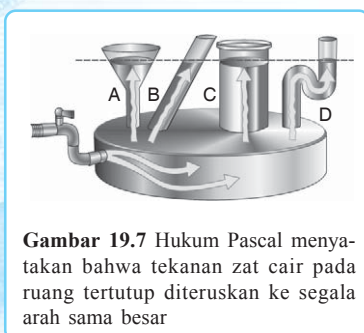 A
B
C
D
Gambar 19.7 Hukum Pascal menya-
takan bahwa tekanan zat cair pada
ruang tertutup diteruskan ke segala
arah sama besar